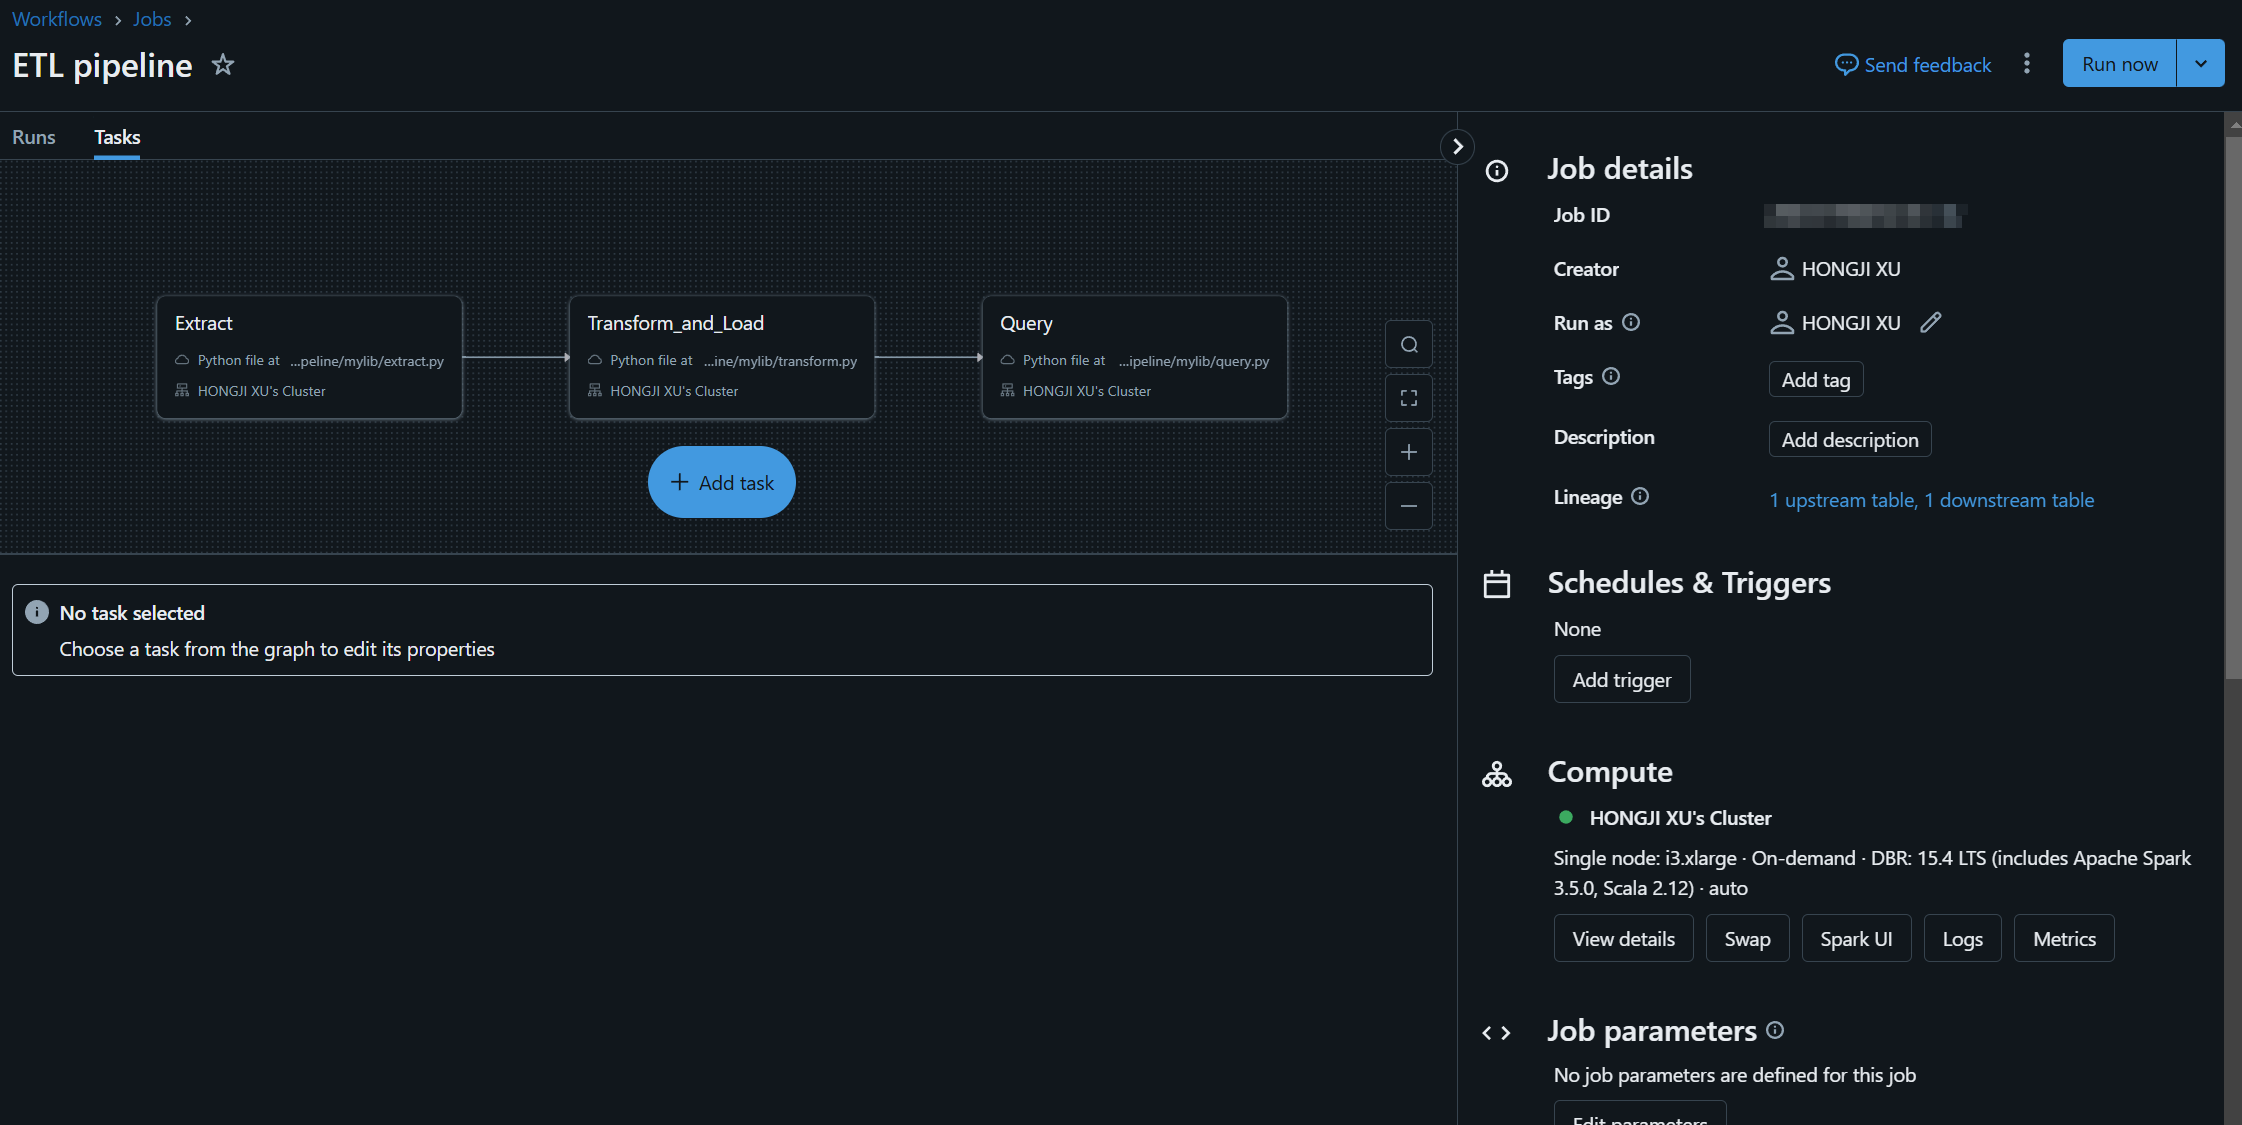 Workflows › Jobs ›
ETL pipeline
Send feedback
Run now
Runs
Tasks
Extract
Python file at ...peline/mylib/extract.py
HONGJI XU's Cluster
Transform_and_Load
Python file at ...ine/mylib/transform.py
HONGJI XU's Cluster
Query
Python file at ...ipeline/mylib/query.py
HONGJI XU's Cluster
+ Add task
No task selected
Choose a task from the graph to edit its properties
Job details
Job ID
Creator HONGJI XU
Run as HONGJI XU
Tags Add tag
Description Add description
Lineage 1 upstream table, 1 downstream table
Schedules & Triggers
None
Add trigger
Compute
HONGJI XU's Cluster
Single node: i3.xlarge · On-demand · DBR: 15.4 LTS (includes Apache Spark
3.5.0, Scala 2.12) · auto
View details Swap Spark UI Logs Metrics
Job parameters
No job parameters are defined for this job
Edit parameters